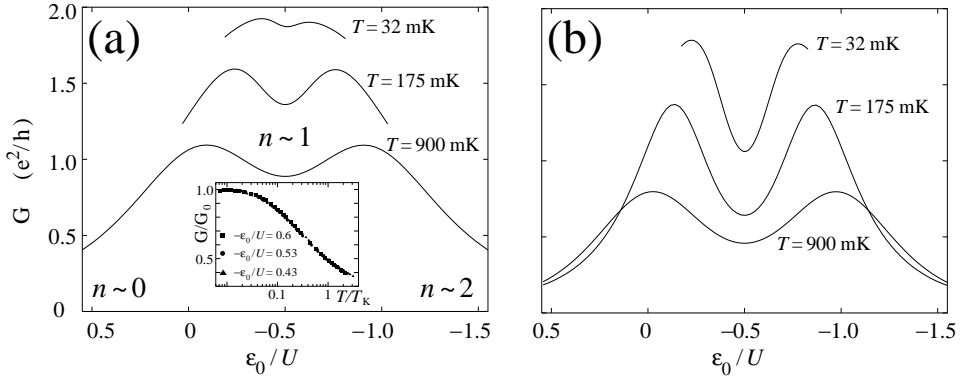 (a)
2.0
1.5
1.0
0.5
0
G (e²/h)
T = 32 mK
T = 175 mK
T = 900 mK
n ~ 1
n ~ 0
n ~ 2
G/G₀
1.0
0.5
−ε₀/U = 0.6
−ε₀/U = 0.53
−ε₀/U = 0.43
0.1
1
T/T_K
0.5
0
−0.5
−1.0
−1.5
ε₀ / U
(b)
T = 32 mK
T = 175 mK
T = 900 mK
0.5
0
−0.5
−1.0
−1.5
ε₀ / U